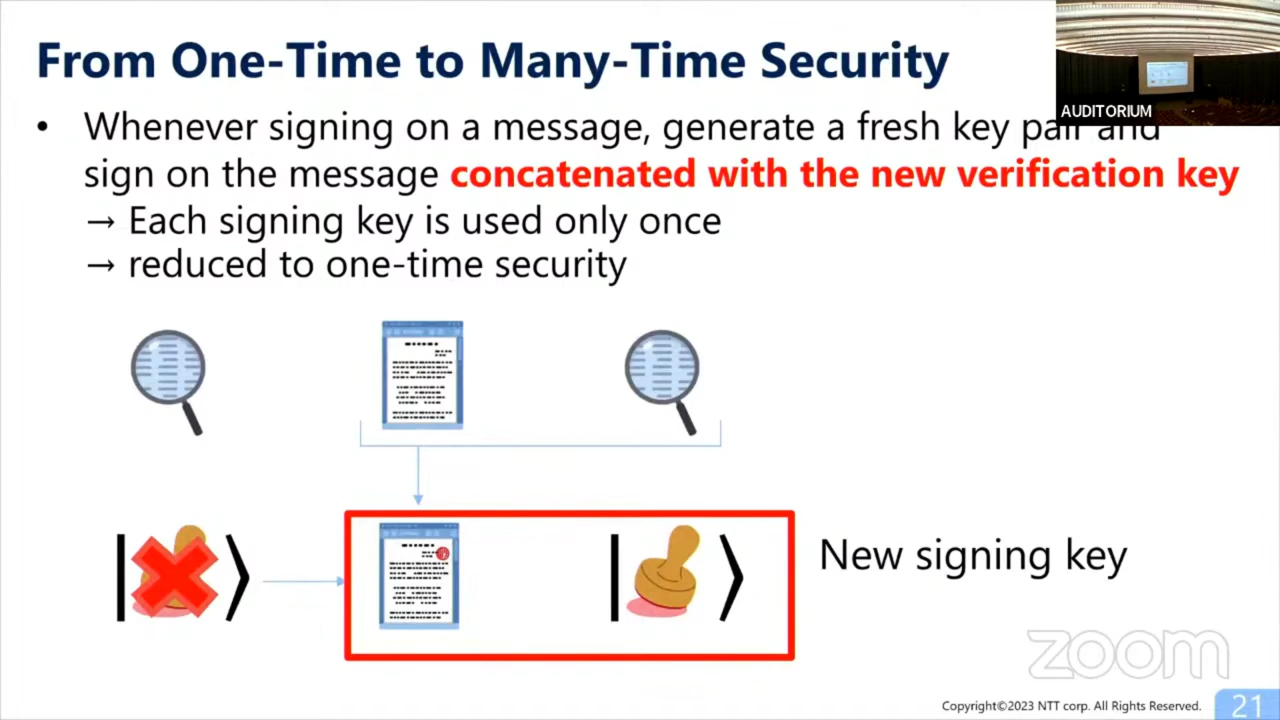 From One-Time to Many-Time Security
AUDITORIUM
• Whenever signing on a message, generate a fresh key pair and
sign on the message concatenated with the new verification key
→ Each signing key is used only once
→ reduced to one-time security
New signing key
zoom
Copyright©2023 NTT corp. All Rights Reserved.
21